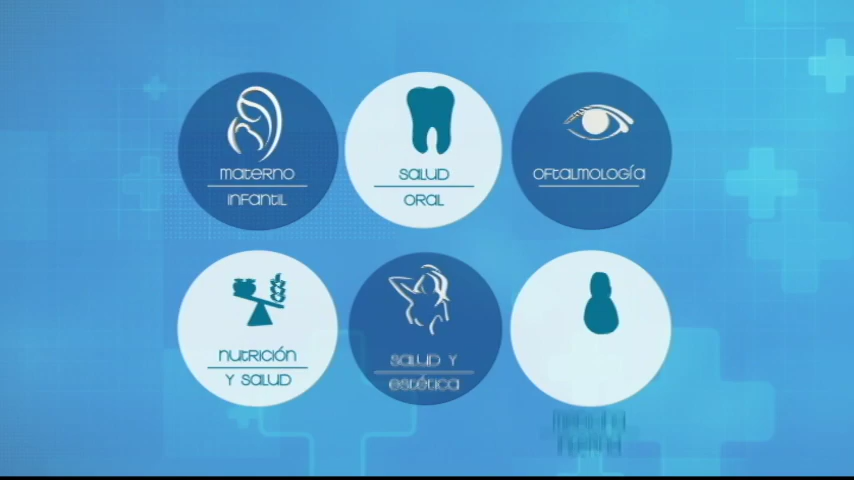 MATERNO
INFANTIL
SALUD
ORAL
OFTALMOLOGÍA
NUTRICIÓN
Y SALUD
SALUD Y
ESTÉTICA